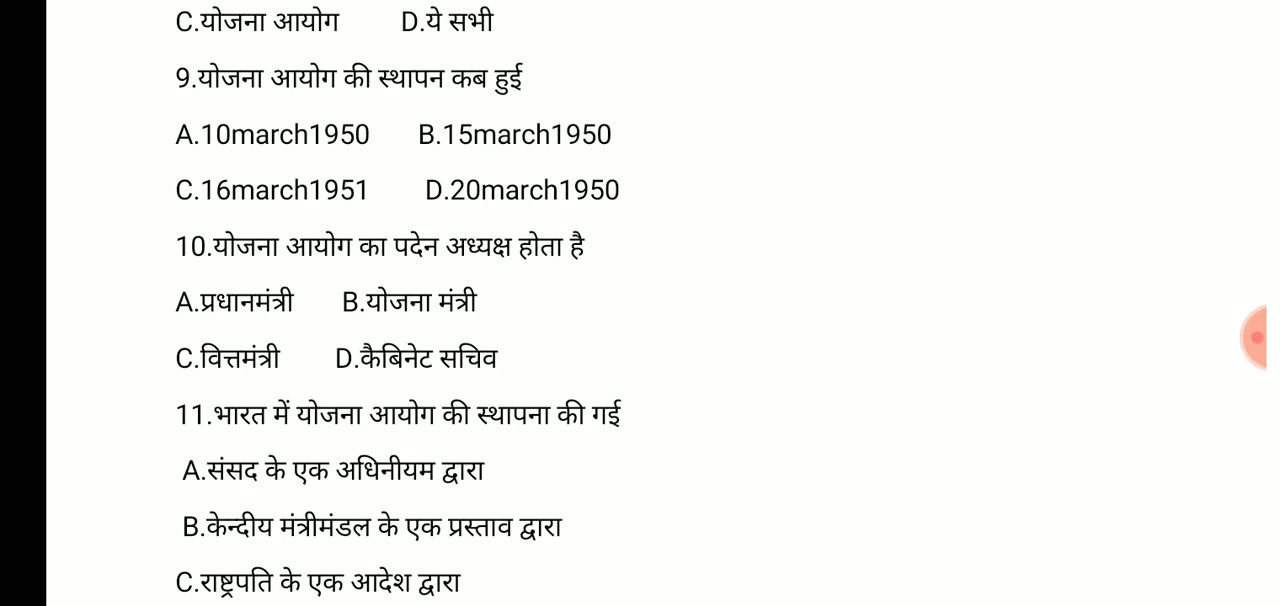 C.योजना आयोग D.ये सभी
9.योजना आयोग की स्थापन कब हुई
A.10march1950 B.15march1950
C.16march1951 D.20march1950
10.योजना आयोग का पदेन अध्यक्ष होता है
A.प्रधानमंत्री B.योजना मंत्री
C.वित्तमंत्री D.कैबिनेट सचिव
11.भारत में योजना आयोग की स्थापना की गई
A.संसद के एक अधिनीयम द्वारा
B.केन्दीय मंत्रीमंडल के एक प्रस्ताव द्वारा
C.राष्ट्रपति के एक आदेश द्वारा